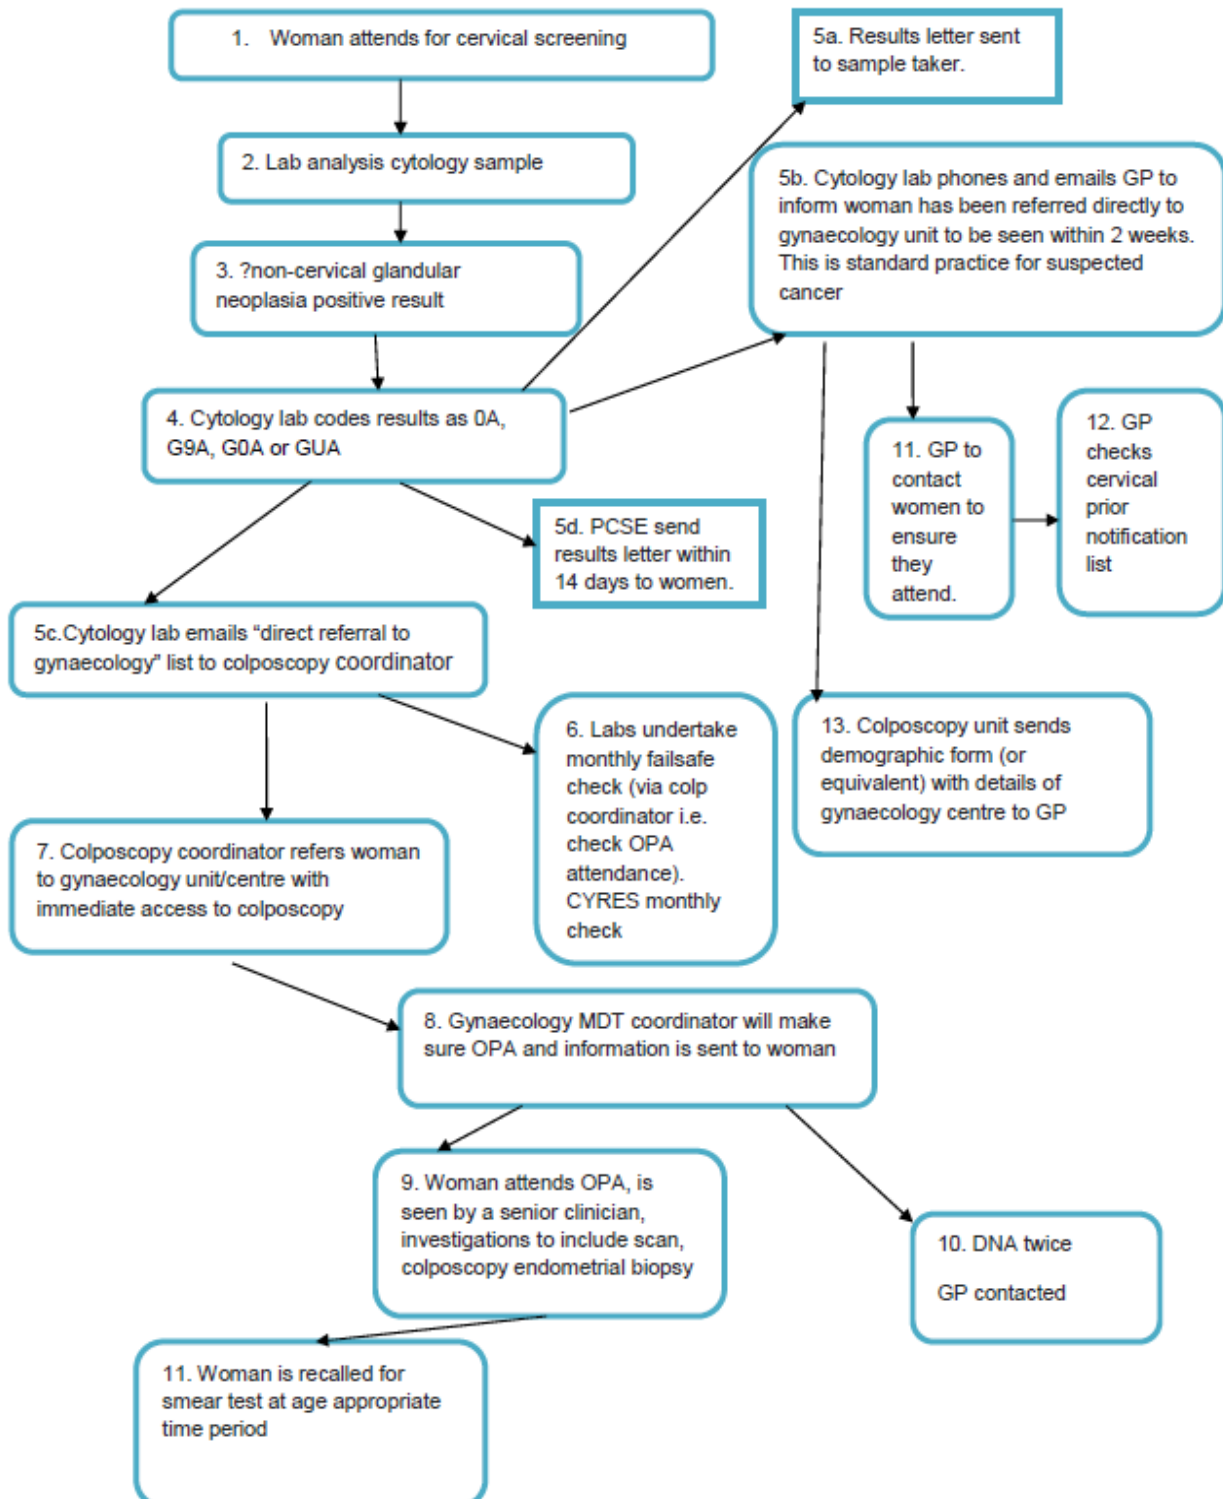 1. Woman attends for cervical screening
5a. Results letter sent
to sample taker.
2. Lab analysis cytology sample
5b. Cytology lab phones and emails GP to
inform woman has been referred directly to
gynaecology unit to be seen within 2 weeks.
This is standard practice for suspected
cancer
3. ?non-cervical glandular
neoplasia positive result
4. Cytology lab codes results as 0A,
G9A, G0A or GUA
11. GP to
contact
women to
ensure
they
attend.
12. GP
checks
cervical
prior
notification
list
5d. PCSE send
results letter within
14 days to women.
5c.Cytology lab emails “direct referral to
gynaecology” list to colposcopy coordinator
6. Labs undertake
monthly failsafe
check (via colp
coordinator i.e.
check OPA
attendance).
CYRES monthly
check
13. Colposcopy unit sends
demographic form (or
equivalent) with details of
gynaecology centre to GP
7. Colposcopy coordinator refers woman
to gynaecology unit/centre with
immediate access to colposcopy
8. Gynaecology MDT coordinator will make
sure OPA and information is sent to woman
9. Woman attends OPA, is
seen by a senior clinician,
investigations to include scan,
colposcopy endometrial biopsy
10. DNA twice
GP contacted
11. Woman is recalled for
smear test at age appropriate
time period